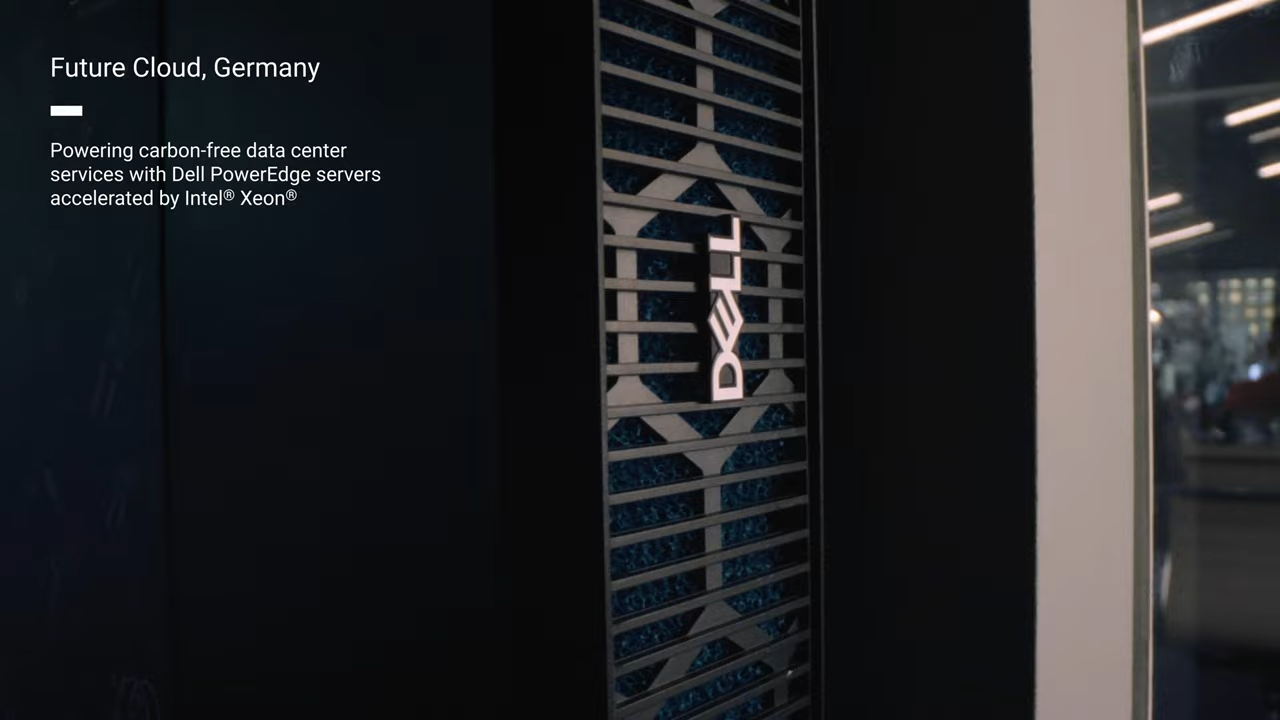 Future Cloud, Germany
Powering carbon-free data center
services with Dell PowerEdge servers
accelerated by Intel® Xeon®
DELL